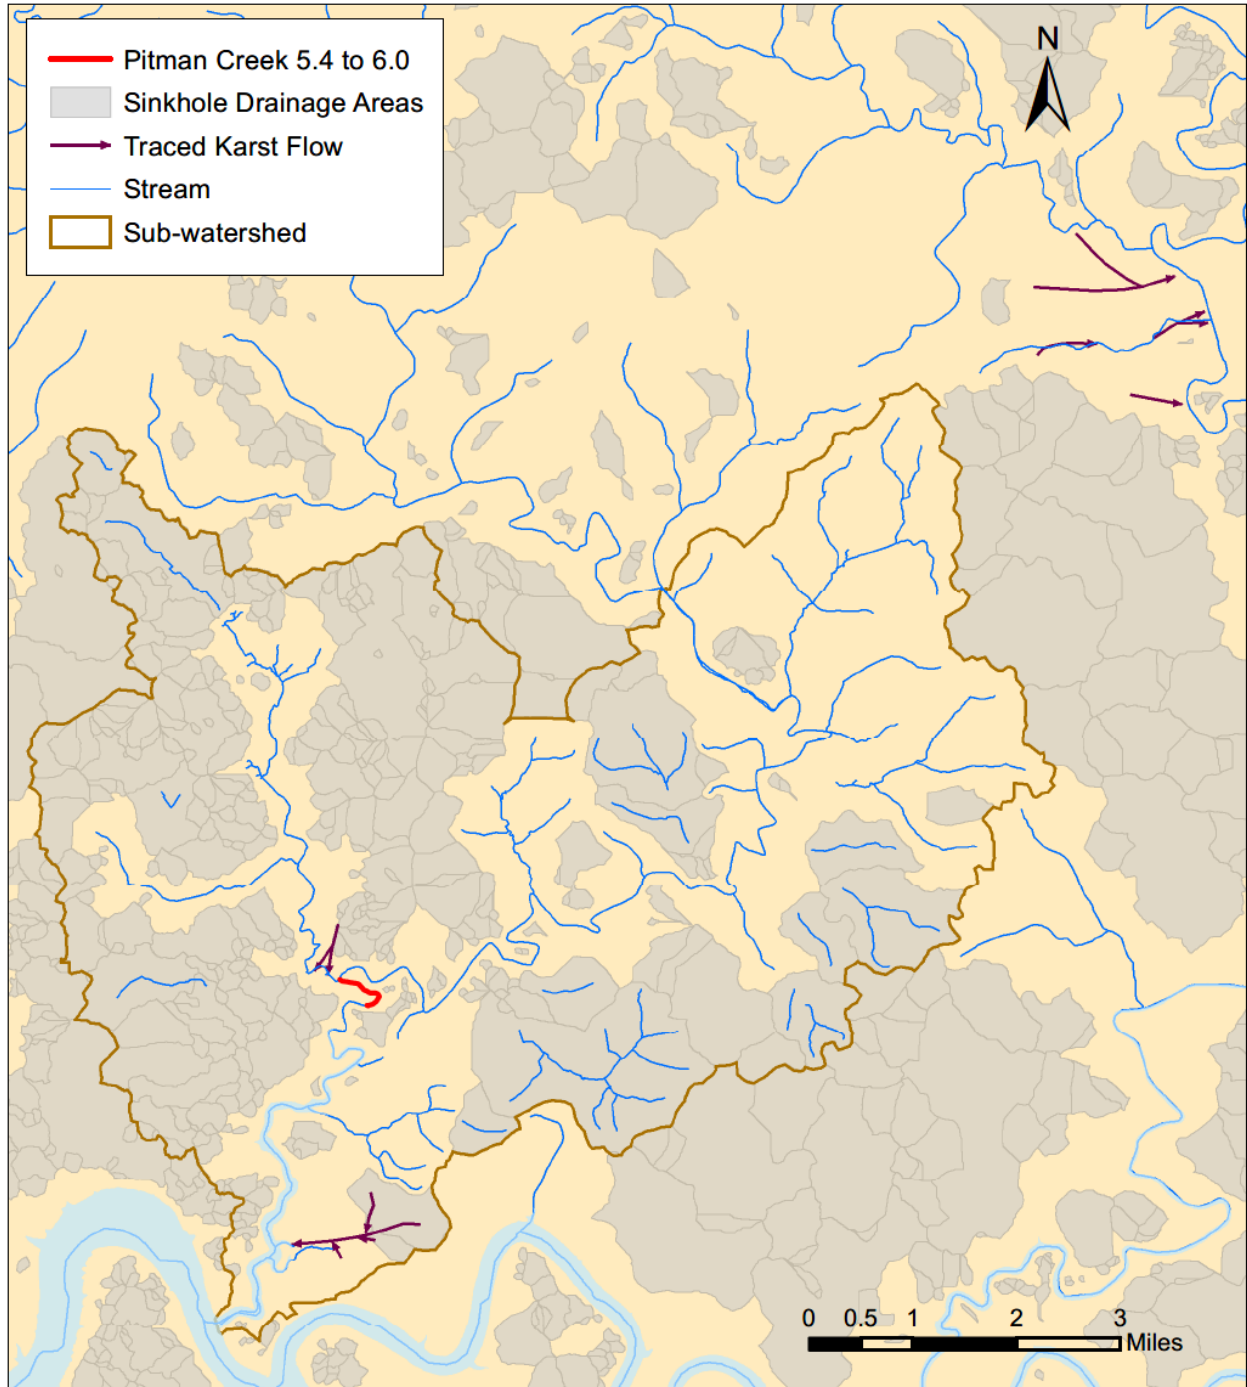 Pitman Creek 5.4 to 6.0
Sinkhole Drainage Areas
Traced Karst Flow
Stream
Sub-watershed
N
0 0.5 1 2 3
Miles